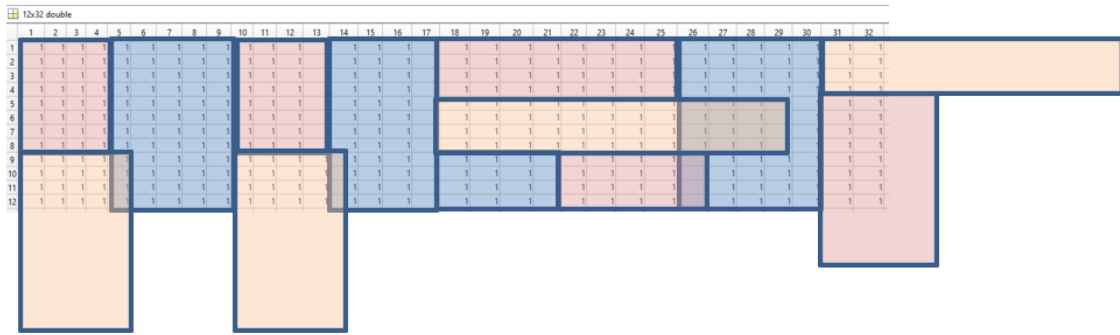 12x32 double
1 2 3 4 5 6 7 8 9 10 11 12 13 14 15 16 17 18 19 20 21 22 23 24 25 26 27 28 29 30 31 32
1 1 1 1 1 1 1 1 1 1 1 1 1 1 1 1 1 1 1 1 1 1 1 1 1 1 1 1 1 1 1 1 1
2 1 1 1 1 1 1 1 1 1 1 1 1 1 1 1 1 1 1 1 1 1 1 1 1 1 1 1 1 1 1 1 1
3 1 1 1 1 1 1 1 1 1 1 1 1 1 1 1 1 1 1 1 1 1 1 1 1 1 1 1 1 1 1 1 1
4 1 1 1 1 1 1 1 1 1 1 1 1 1 1 1 1 1 1 1 1 1 1 1 1 1 1 1 1 1 1 1 1
5 1 1 1 1 1 1 1 1 1 1 1 1 1 1 1 1 1 1 1 1 1 1 1 1 1 1 1 1 1 1 1 1
6 1 1 1 1 1 1 1 1 1 1 1 1 1 1 1 1 1 1 1 1 1 1 1 1 1 1 1 1 1 1 1 1
7 1 1 1 1 1 1 1 1 1 1 1 1 1 1 1 1 1 1 1 1 1 1 1 1 1 1 1 1 1 1 1 1
8 1 1 1 1 1 1 1 1 1 1 1 1 1 1 1 1 1 1 1 1 1 1 1 1 1 1 1 1 1 1 1 1
9 1 1 1 1 1 1 1 1 1 1 1 1 1 1 1 1 1 1 1 1 1 1 1 1 1 1 1 1 1 1 1 1
10 1 1 1 1 1 1 1 1 1 1 1 1 1 1 1 1 1 1 1 1 1 1 1 1 1 1 1 1 1 1 1 1
11 1 1 1 1 1 1 1 1 1 1 1 1 1 1 1 1 1 1 1 1 1 1 1 1 1 1 1 1 1 1 1 1
12 1 1 1 1 1 1 1 1 1 1 1 1 1 1 1 1 1 1 1 1 1 1 1 1 1 1 1 1 1 1 1 1